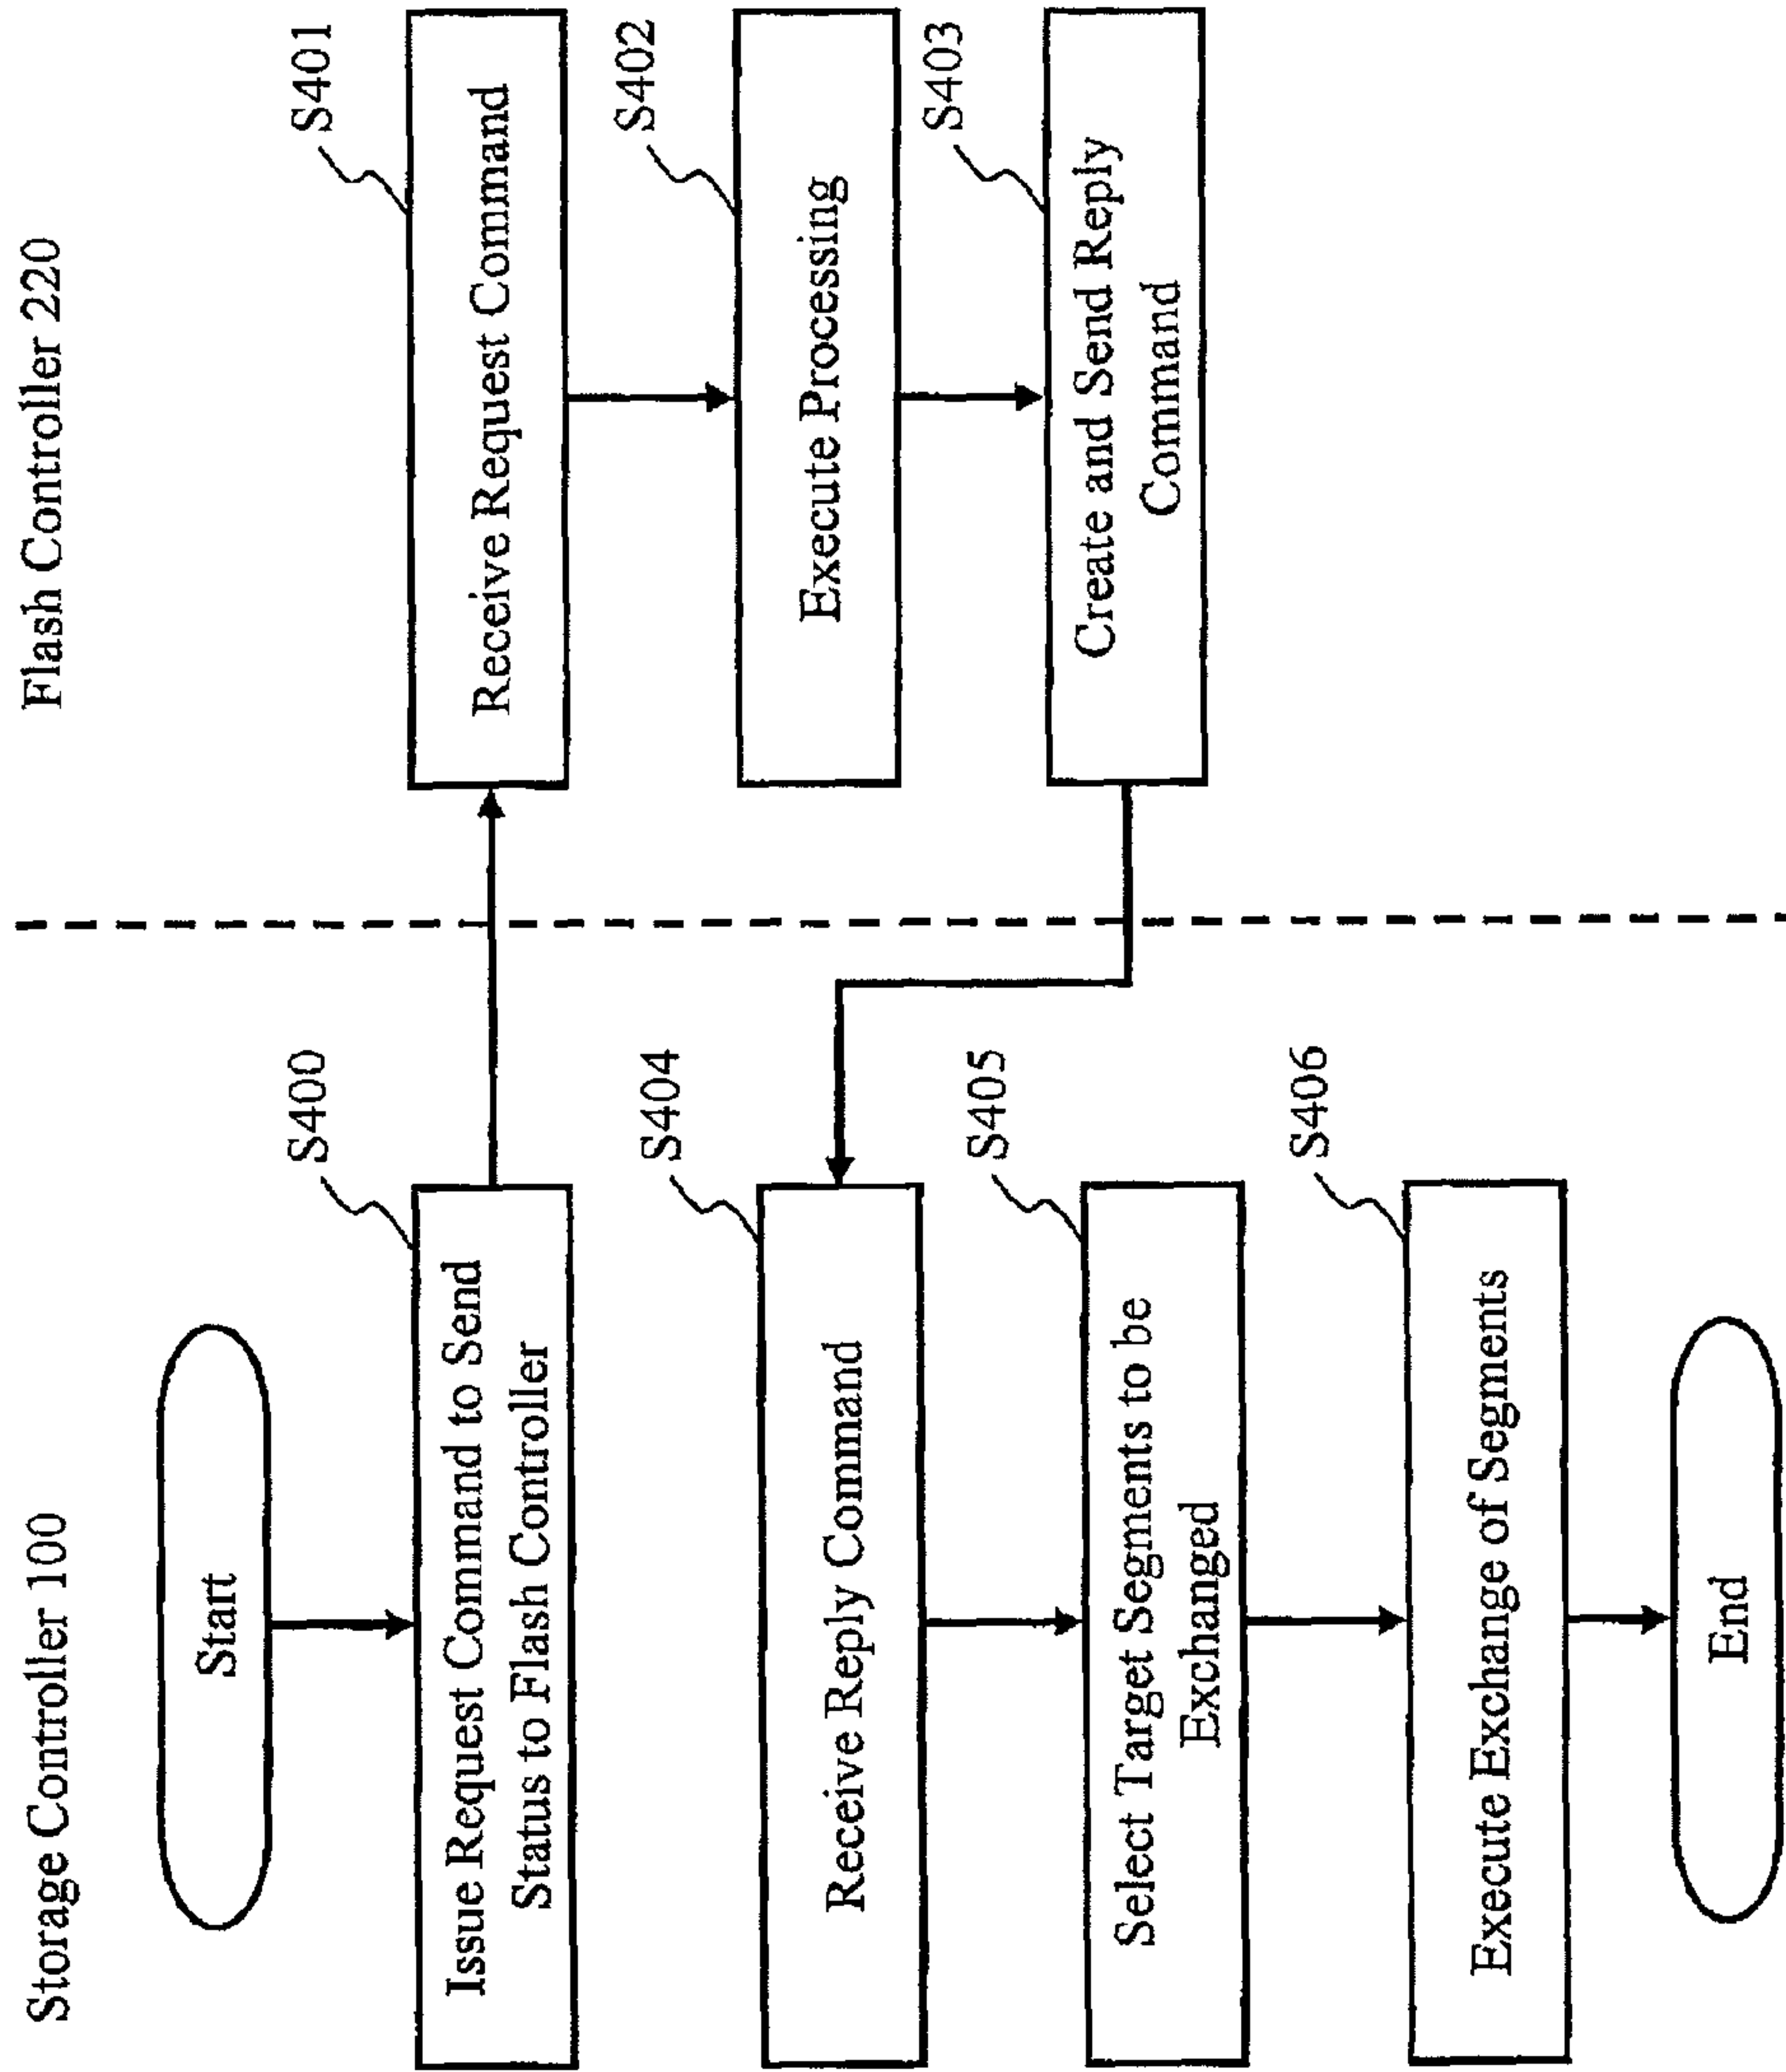 Storage Controller 100
Flash Controller 220
Start
S400
Issue Request Command to Send
Status to Flash Controller
S401
Receive Request Command
S402
Execute Processing
S403
Create and Send Reply
Command
S404
Receive Reply Command
S405
Select Target Segments to be
Exchanged
S406
Execute Exchange of Segments
End